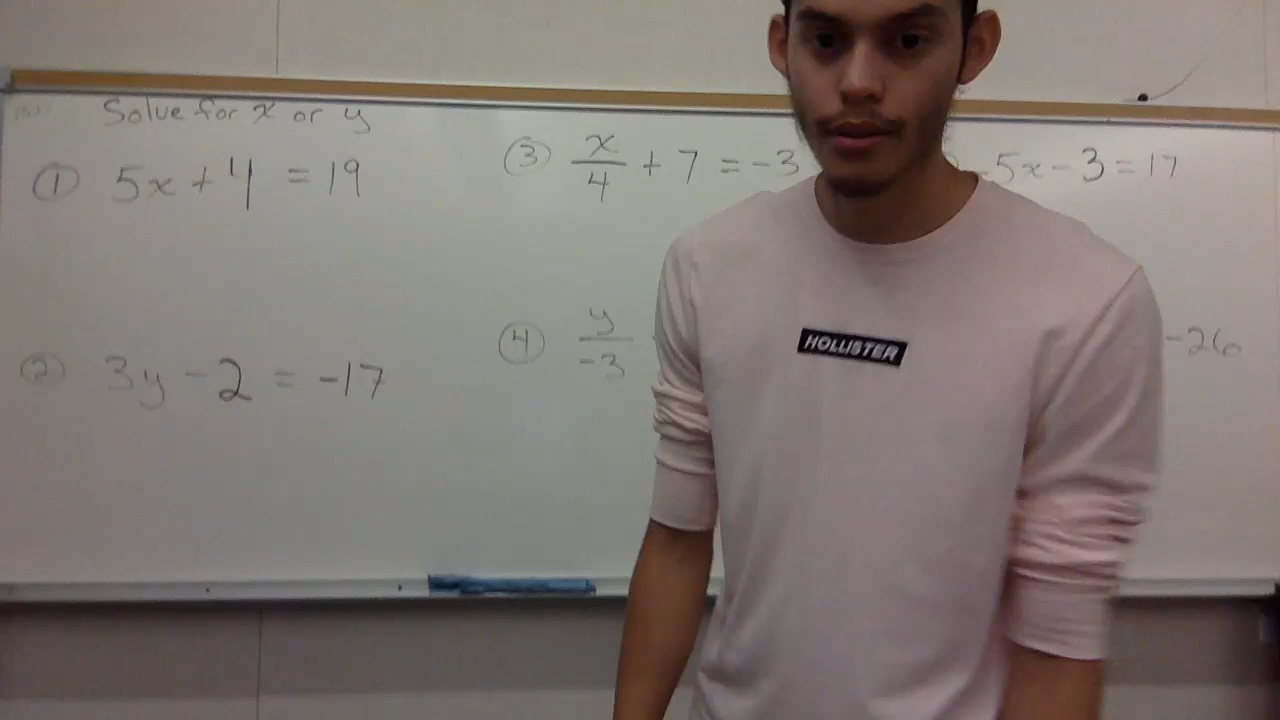 Solve for x or y
① 5x + 4 = 19
② 3y - 2 = -17
③ x/4 + 7 = -3
④ y/-3
-5x - 3 = 17
-26
HOLLISTER